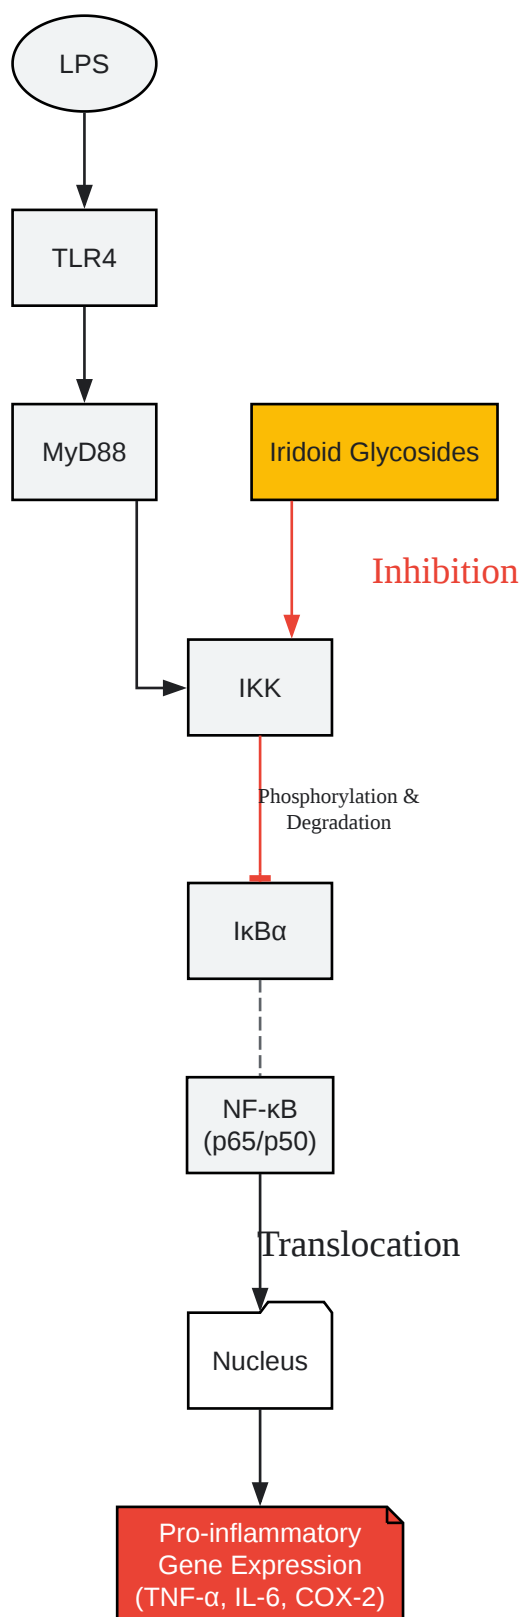 LPS
TLR4
MyD88
Iridoid Glycosides
Inhibition
IKK
Phosphorylation &
Degradation
IκBα
NF-κB
(p65/p50)
Translocation
Nucleus
Pro-inflammatory
Gene Expression
(TNF-α, IL-6, COX-2)